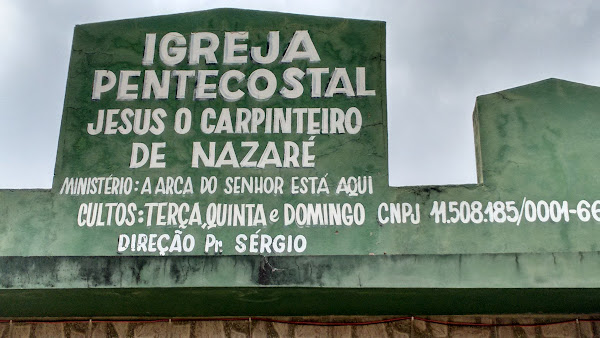 IGREJA
PENTECOSTAL
JESUS O CARPINTEIRO
DE NAZARÉ
MINISTÉRIO: A ARCA DO SENHOR ESTÁ AQUI
CULTOS: TERÇA, QUINTA e DOMINGO CNPJ 11.508.185/0001-66
DIREÇÃO Pr. SÉRGIO